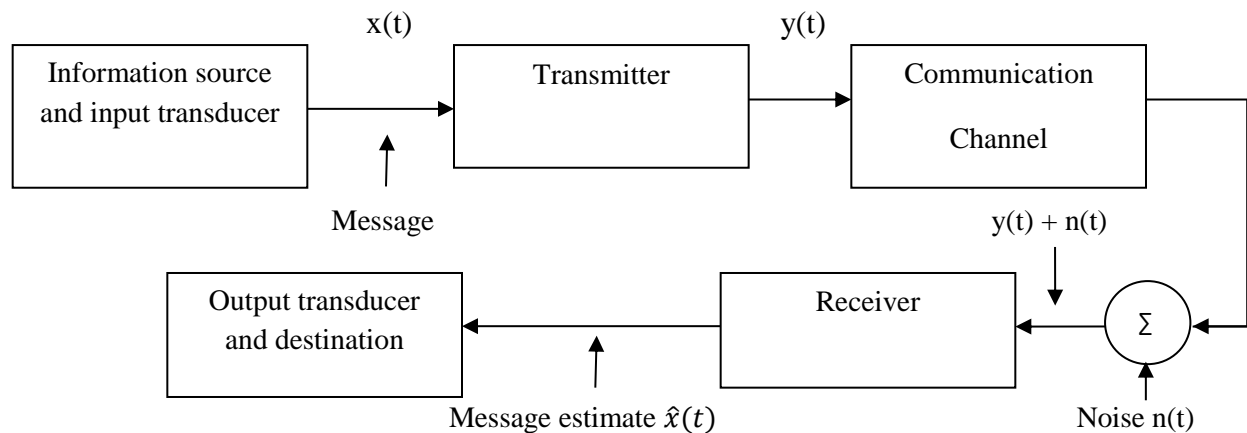 x(t)
y(t)
Information source
and input transducer
Transmitter
Communication
Channel
Message
y(t) + n(t)
Output transducer
and destination
Receiver
Σ
Message estimate x̂(t)
Noise n(t)